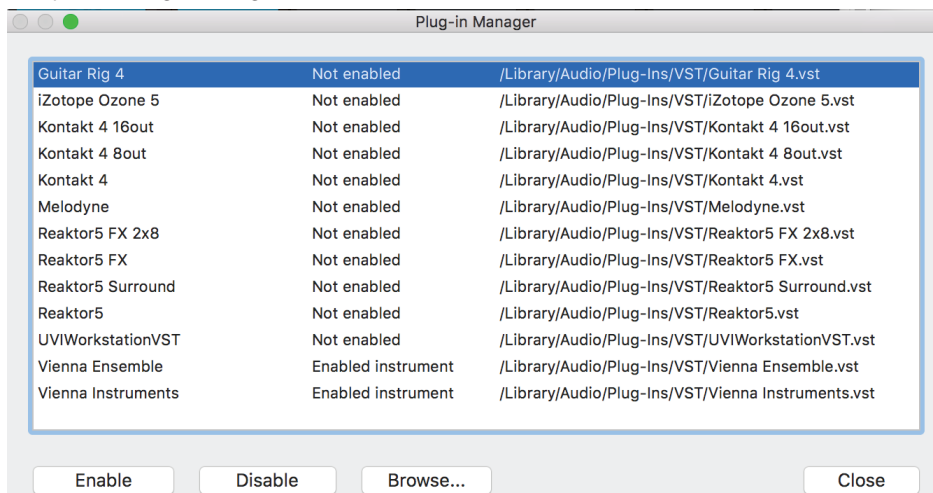 Plug-in Manager
Guitar Rig 4 Not enabled /Library/Audio/Plug-Ins/VST/Guitar Rig 4.vst
iZotope Ozone 5 Not enabled /Library/Audio/Plug-Ins/VST/iZotope Ozone 5.vst
Kontakt 4 16out Not enabled /Library/Audio/Plug-Ins/VST/Kontakt 4 16out.vst
Kontakt 4 8out Not enabled /Library/Audio/Plug-Ins/VST/Kontakt 4 8out.vst
Kontakt 4 Not enabled /Library/Audio/Plug-Ins/VST/Kontakt 4.vst
Melodyne Not enabled /Library/Audio/Plug-Ins/VST/Melodyne.vst
Reaktor5 FX 2x8 Not enabled /Library/Audio/Plug-Ins/VST/Reaktor5 FX 2x8.vst
Reaktor5 FX Not enabled /Library/Audio/Plug-Ins/VST/Reaktor5 FX.vst
Reaktor5 Surround Not enabled /Library/Audio/Plug-Ins/VST/Reaktor5 Surround.vst
Reaktor5 Not enabled /Library/Audio/Plug-Ins/VST/Reaktor5.vst
UVIWorkstationVST Not enabled /Library/Audio/Plug-Ins/VST/UVIWorkstationVST.vst
Vienna Ensemble Enabled instrument /Library/Audio/Plug-Ins/VST/Vienna Ensemble.vst
Vienna Instruments Enabled instrument /Library/Audio/Plug-Ins/VST/Vienna Instruments.vst
Enable Disable Browse... Close